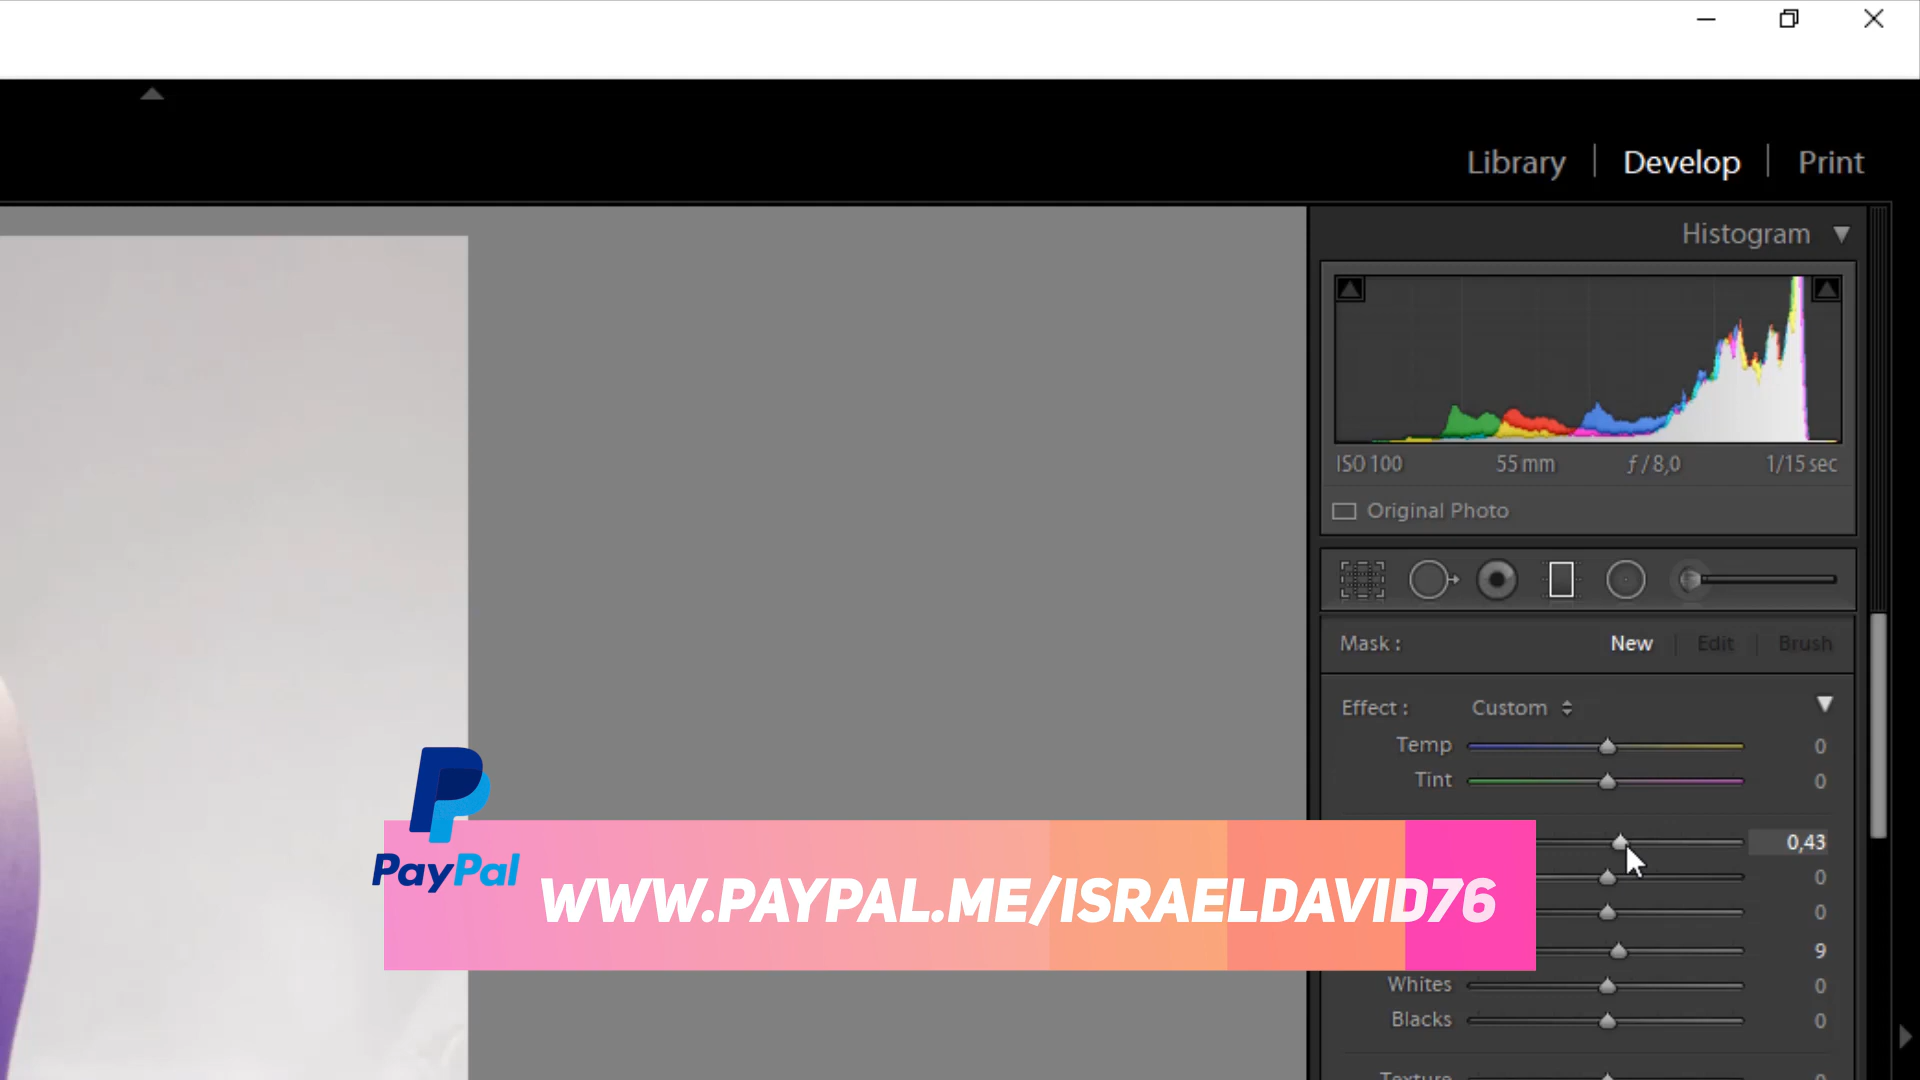 Library | Develop | Print
Histogram
ISO 100 55 mm ƒ / 8,0 1/15 sec
Original Photo
Mask : New Edit Brush
Effect : Custom
Temp 0
Tint 0
0,43
0
PayPal
WWW.PAYPAL.ME/ISRAELDAVID76
0
9
Whites 0
Blacks 0
Texture 0